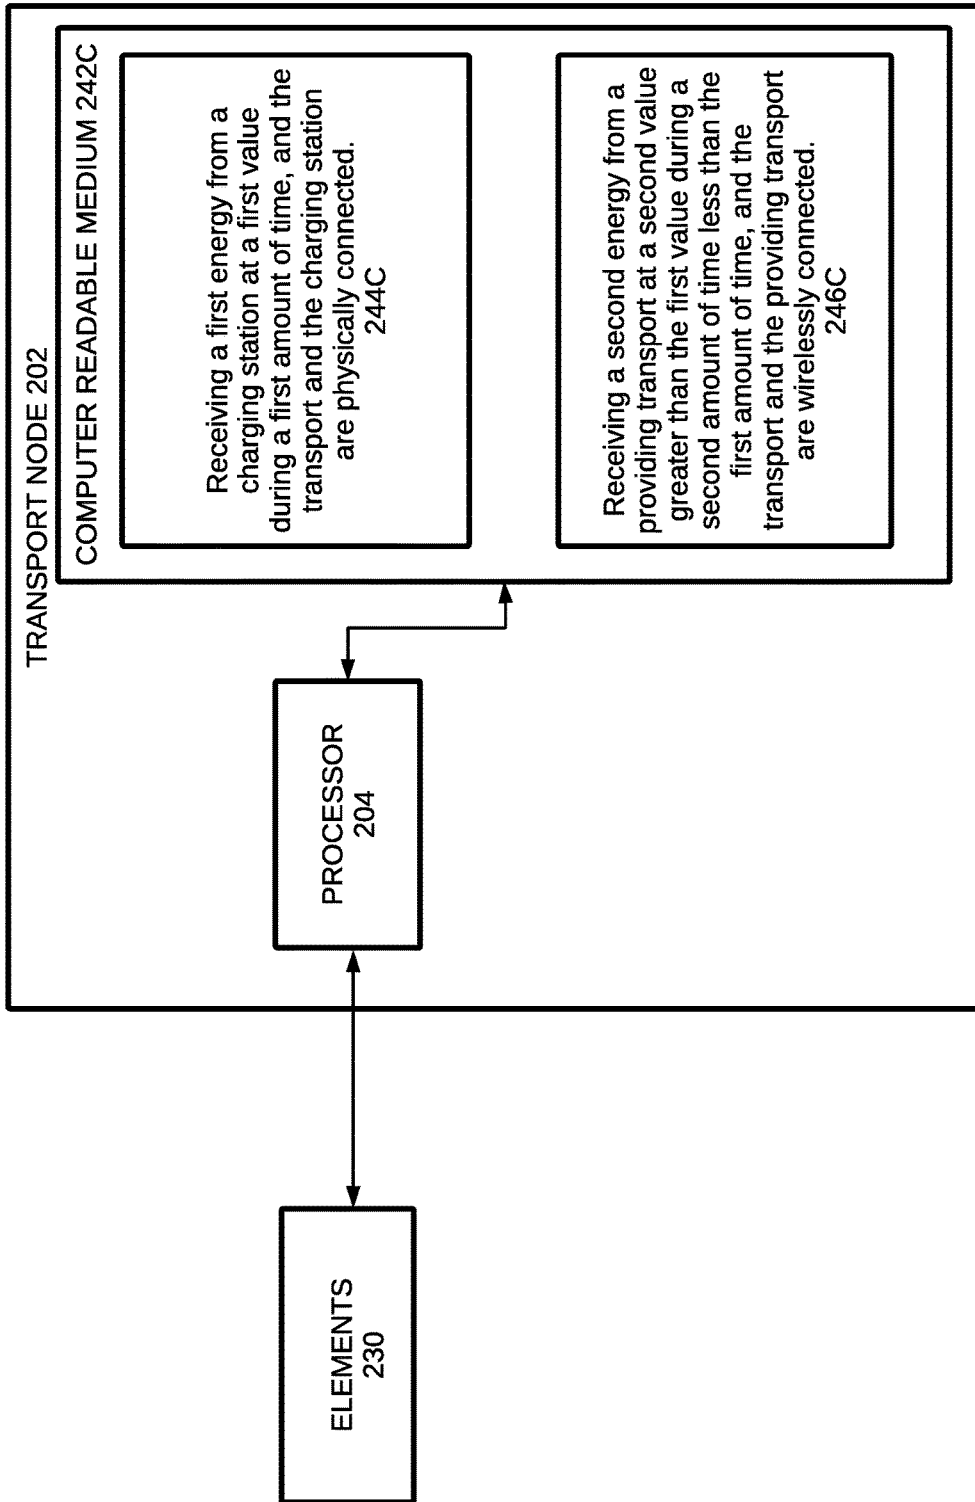 TRANSPORT NODE 202
COMPUTER READABLE MEDIUM 242C
Receiving a first energy from a
charging station at a first value
during a first amount of time, and the
transport and the charging station
are physically connected.
244C
Receiving a second energy from a
providing transport at a second value
greater than the first value during a
second amount of time less than the
first amount of time, and the
transport and the providing transport
are wirelessly connected.
246C
PROCESSOR
204
ELEMENTS
230